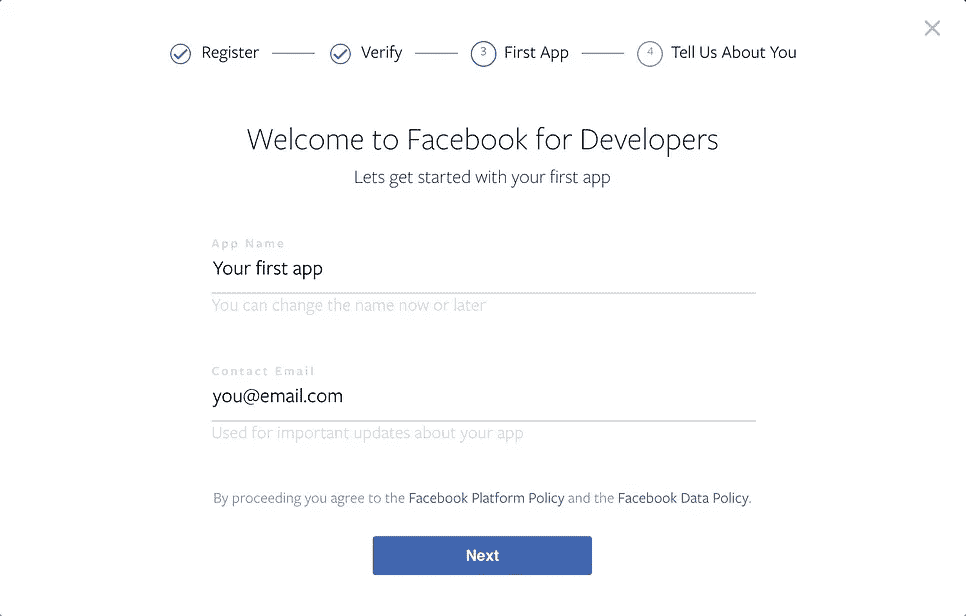 Register Verify 3 First App 4 Tell Us About You
Welcome to Facebook for Developers
Lets get started with your first app
App Name
Your first app
You can change the name now or later
Contact Email
you@email.com
Used for important updates about your app
By proceeding you agree to the Facebook Platform Policy and the Facebook Data Policy.
Next